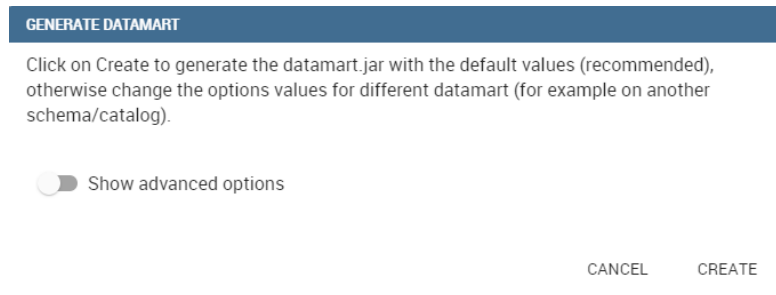 GENERATE DATAMART
Click on Create to generate the datamart.jar with the default values (recommended),
otherwise change the options values for different datamart (for example on another
schema/catalog).
Show advanced options
CANCEL CREATE